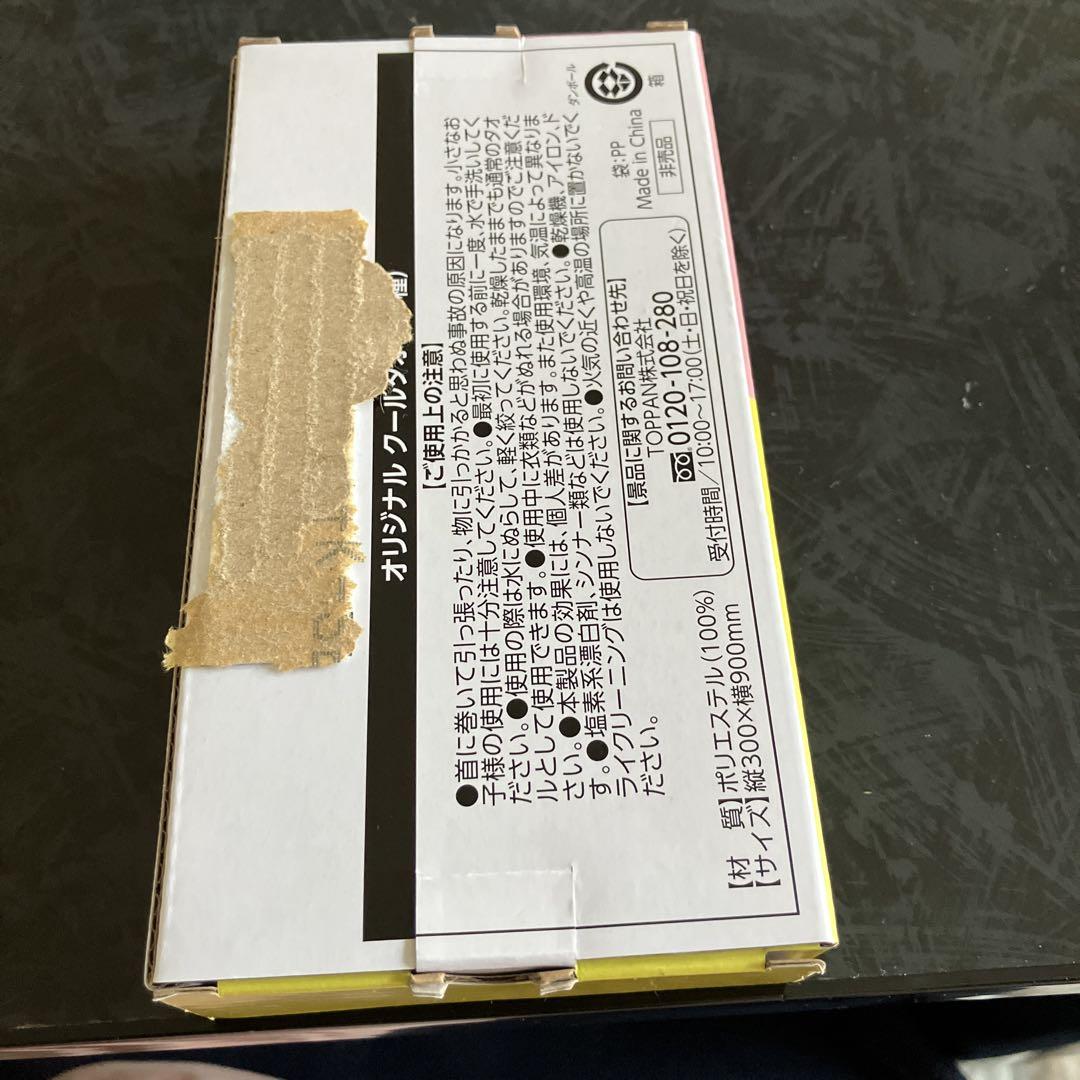 オリジナル クールタオ
種)
【ご使用上の注意】
●首に巻いて引っ張ったり、物に引っかかると思わぬ事故の原因になります。小さなお
子様の使用には十分注意してください。●最初に使用する前に一度、水で手洗いしてく
ださい。●使用の際は水にぬらして、軽く絞ってください。乾燥したままでも通常のタオ
ルとして使用できます。●使用中に衣類などがぬれる場合がありますのでご注意くだ
さい。●本製品の効果には、個人差があります。また使用環境、気温によって異なりま
す。●塩素系漂白剤、シンナー類などは使用しないでください。●乾燥機、アイロン、ド
ライクリーニングは使用しないでください。●火気の近くや高温の場所に置かないでく
ださい。
【景品に関するお問い合わせ先】
TOPPAN株式会社
0120-108-280
受付時間/10:00〜17:00(土・日・祝日を除く)
【材 質】ポリエステル(100%)
【サイズ】縦300×横900mm
ダンボール
箱
袋:PP
Made in China
非売品